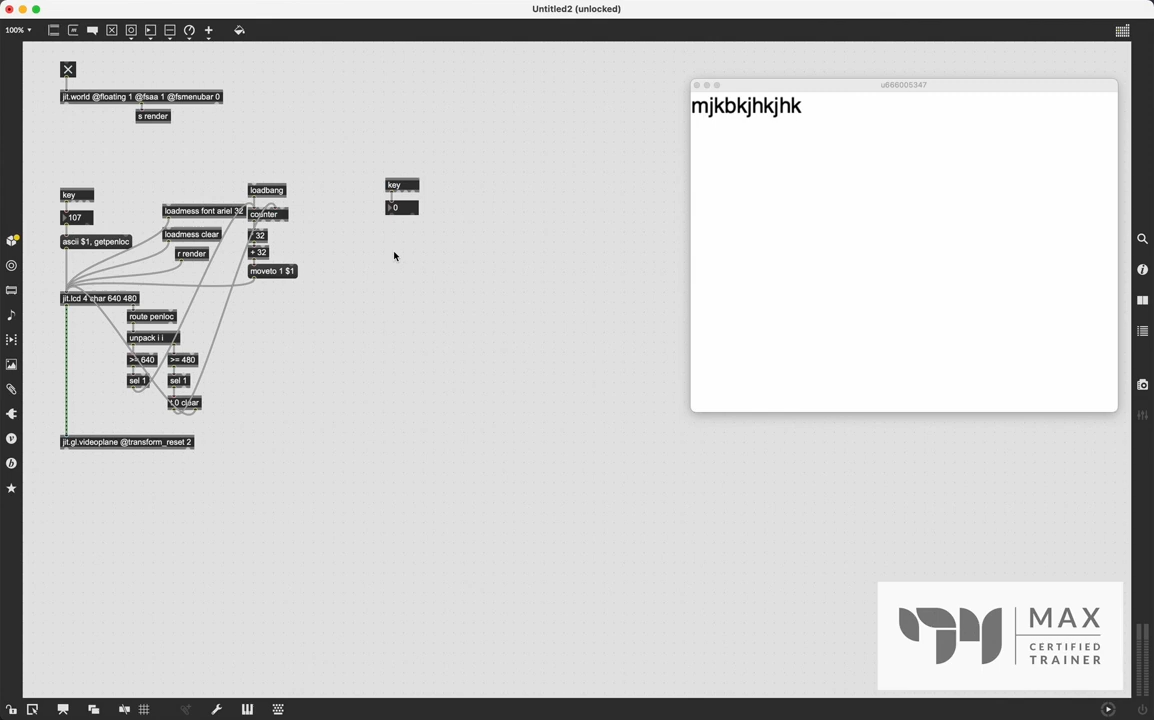 Untitled2 (unlocked)
100%
jit.world @floating 1 @fsaa 1 @fsmenubar 0
s render
u666005347
mjkbkjhkjhk
key
107
ascii $1, getpenloc
loadmess font ariel 32
loadmess clear
r render
loadbang
counter
32
+ 32
moveto 1 $1
key
0
jit.lcd 4 char 640 480
route penloc
unpack i i
>= 640
>= 480
sel 1
sel 1
t 0 clear
jit.gl.videoplane @transform_reset 2
MAX
CERTIFIED
TRAINER